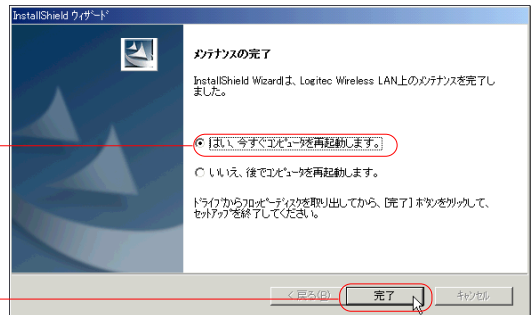 InstallShield ウィザード
メンテナンスの完了
InstallShield Wizardは、Logitec Wireless LAN上のメンテナンスを完了し
ました。
はい、今すぐコンピュータを再起動します。
いいえ、後でコンピュータを再起動します。
ドライブからフロッピーディスクを取り出してから、[完了] ボタンをクリックして、
セットアップを終了してください。
< 戻る(B) 完了 キャンセル